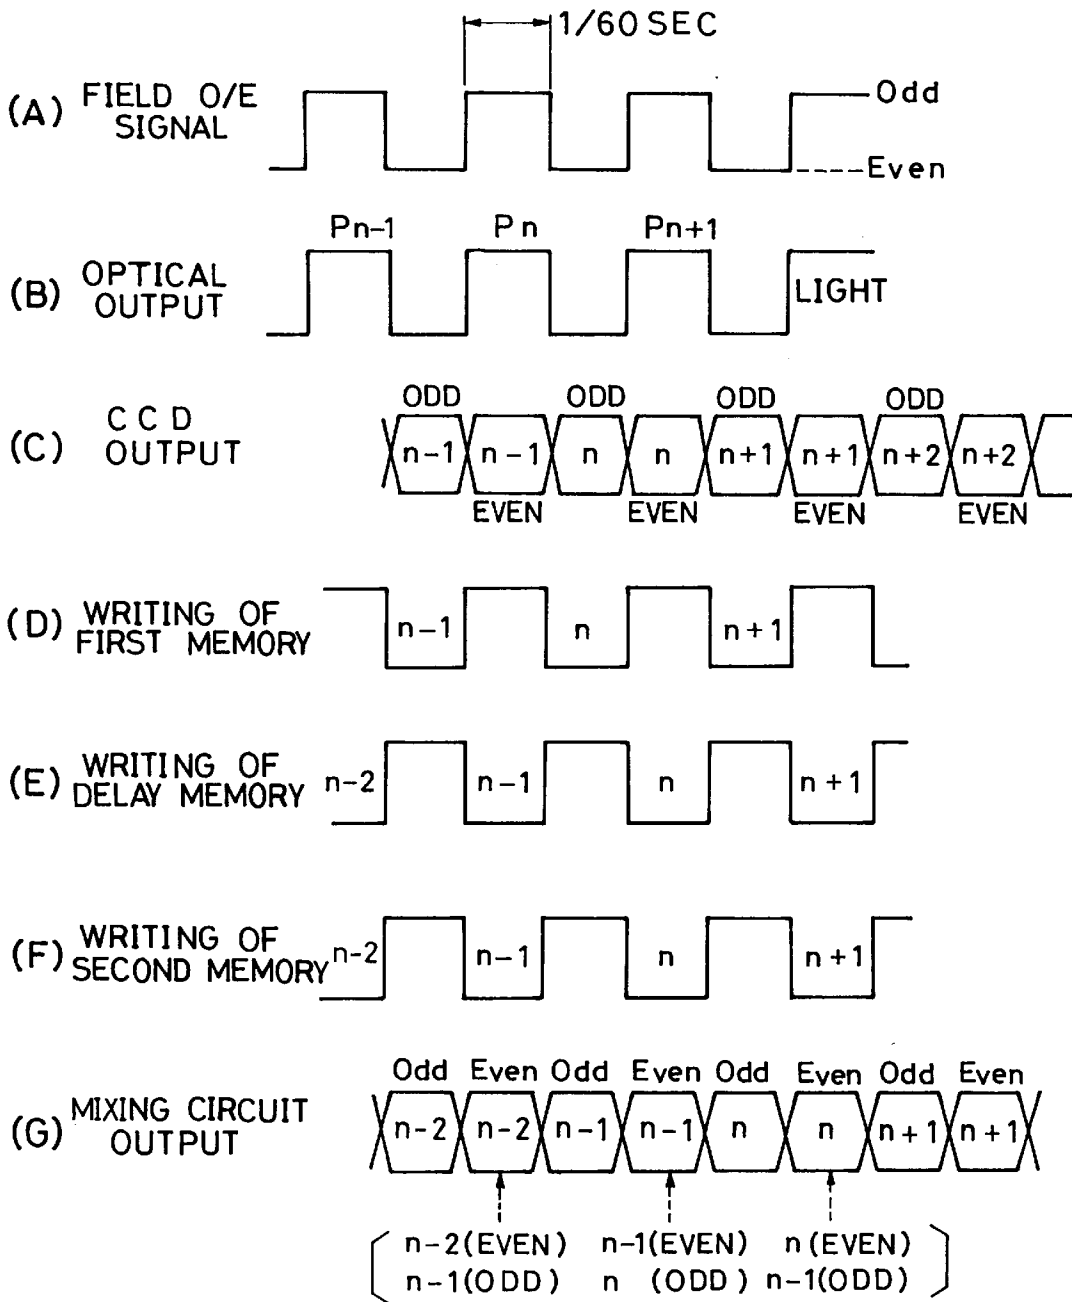 1/60 SEC
(A) FIELD O/E SIGNAL
Odd
Even
Pn-1 Pn Pn+1
(B) OPTICAL OUTPUT
LIGHT
ODD ODD ODD ODD
(C) CCD OUTPUT
n-1 n-1 n n n+1 n+1 n+2 n+2
EVEN EVEN EVEN EVEN
(D) WRITING OF FIRST MEMORY
n-1 n n+1
(E) WRITING OF DELAY MEMORY
n-2 n-1 n n+1
(F) WRITING OF SECOND MEMORY
n-2 n-1 n n+1
Odd Even Odd Even Odd Even Odd Even
(G) MIXING CIRCUIT OUTPUT
n-2 n-2 n-1 n-1 n n n+1 n+1
n-2(EVEN) n-1(EVEN) n(EVEN)
n-1(ODD) n (ODD) n-1(ODD)